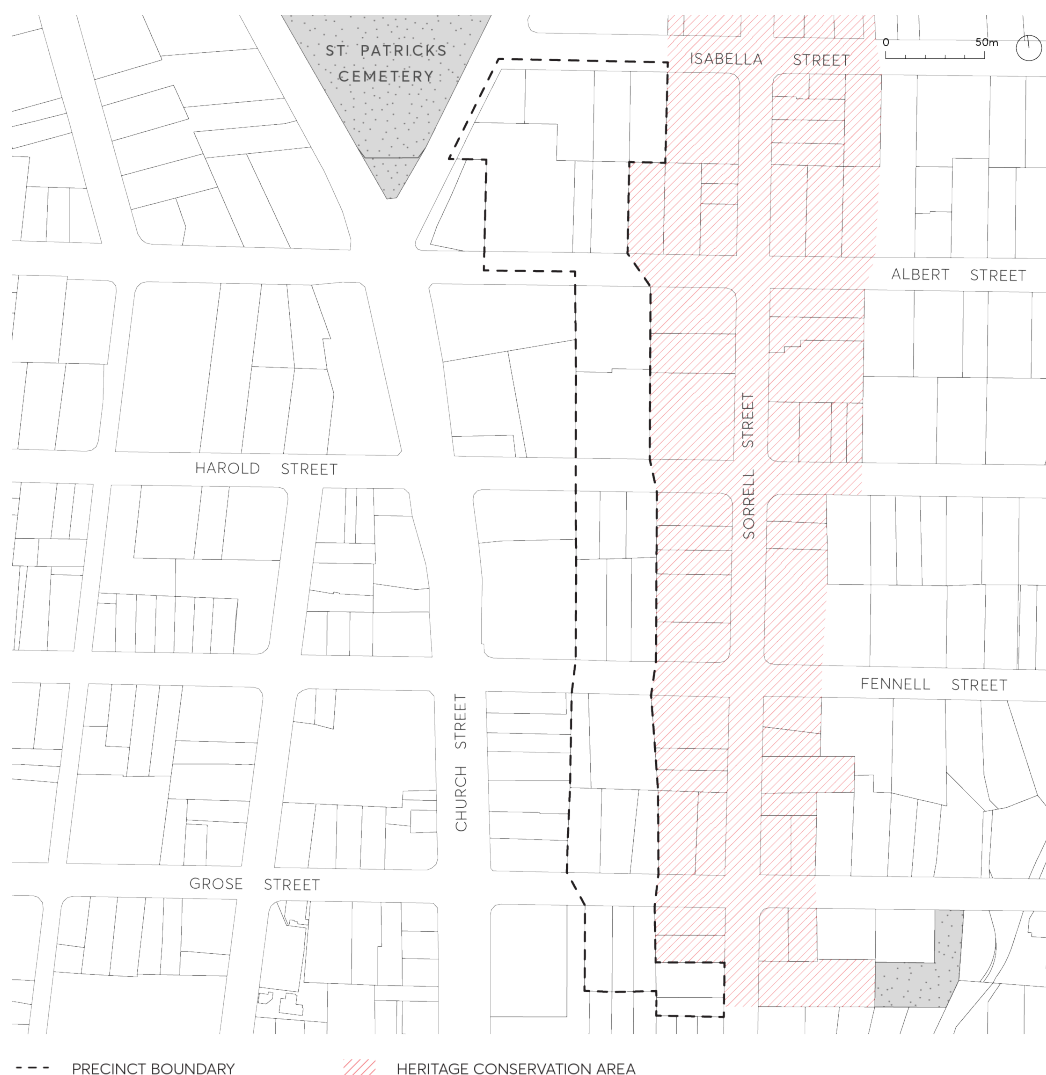 ST PATRICKS
CEMETERY
0 50m
ISABELLA STREET
ALBERT STREET
HAROLD STREET
SORRELL STREET
FENNELL STREET
CHURCH STREET
GROSE STREET
PRECINCT BOUNDARY
HERITAGE CONSERVATION AREA